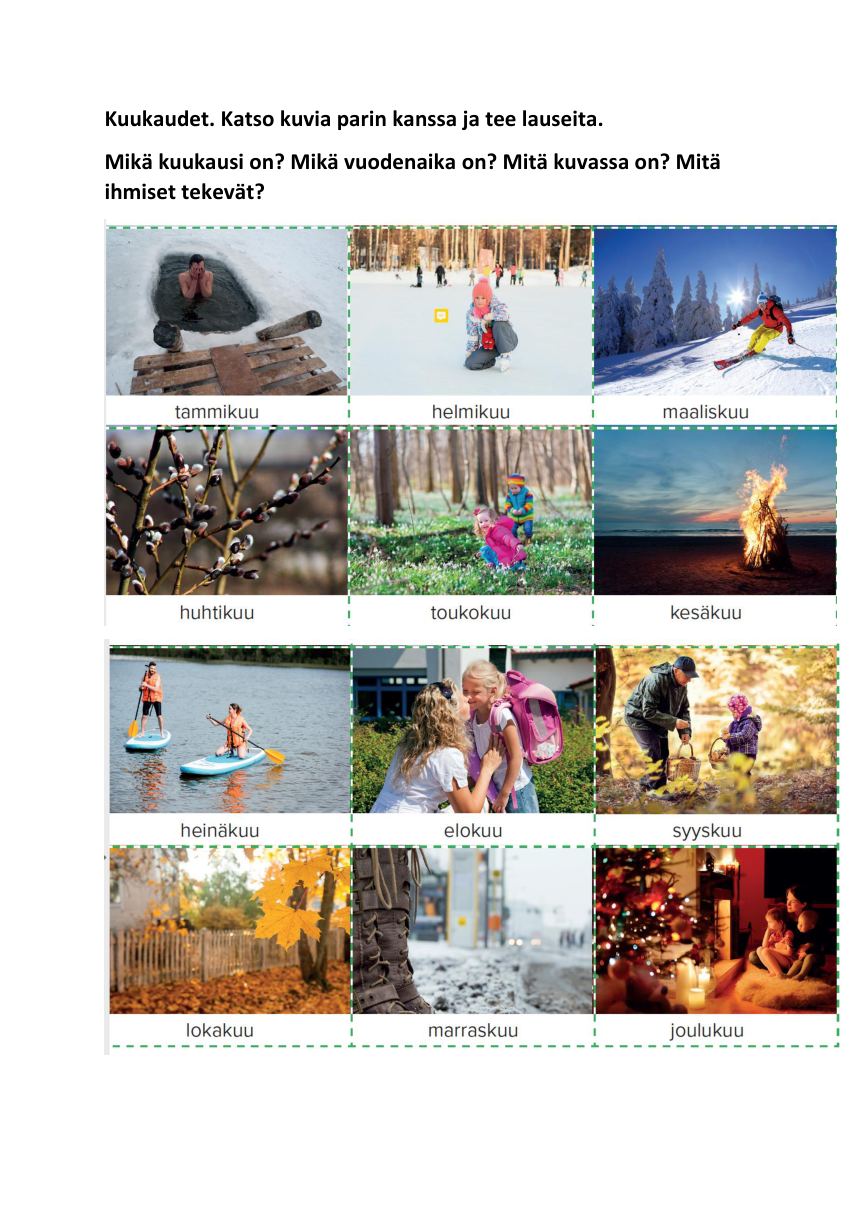 Kuukaudet. Katso kuvia parin kanssa ja tee lauseita.
Mikä kuukausi on? Mikä vuodenaika on? Mitä kuvassa on? Mitä
ihmiset tekevät?
tammikuu helmikuu maaliskuu
huhtikuu toukokuu kesäkuu
heinäkuu elokuu syyskuu
lokakuu marraskuu joulukuu